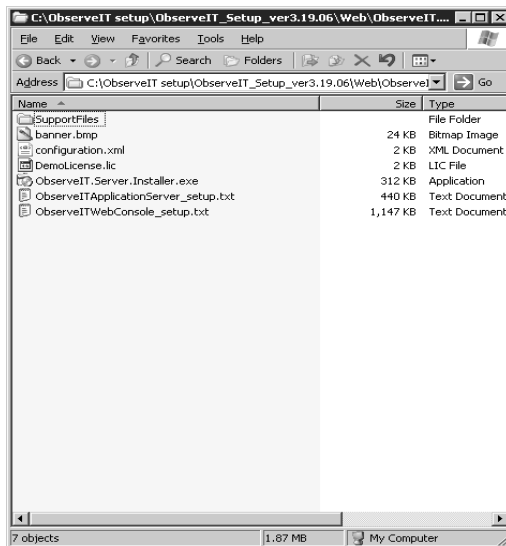 C:\ObserveIT setup\ObserveIT_Setup_ver3.19.06\Web\ObserveIT....
File Edit View Favorites Tools Help
Back Search Folders
Address C:\ObserveIT setup\ObserveIT_Setup_ver3.19.06\Web\ObserveI Go
Name Size Type
SupportFiles File Folder
banner.bmp 24 KB Bitmap Image
configuration.xml 2 KB XML Document
DemoLicense.lic 2 KB LIC File
ObserveIT.Server.Installer.exe 312 KB Application
ObserveITApplicationServer_setup.txt 440 KB Text Document
ObserveITWebConsole_setup.txt 1,147 KB Text Document
7 objects 1.87 MB My Computer